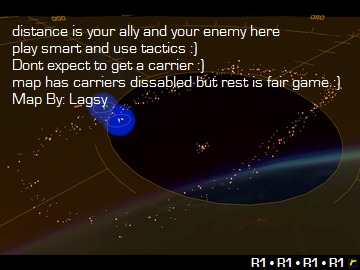 distance is your ally and your enemy here
play smart and use tactics :)
Dont expect to get a carrier :)
map has carriers dissabled but rest is fair game :)
Map By: Lagsy
R1 • R1 • R1 • R1 r